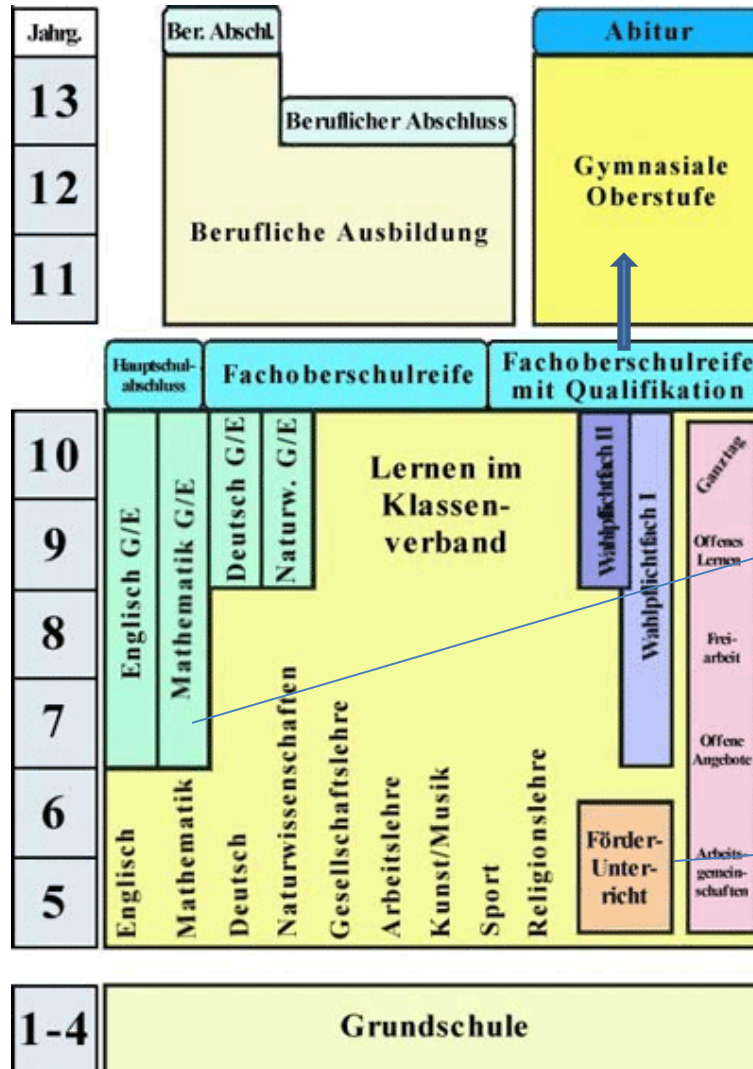 Jahrg.
Ber. Abschl.
Abitur
13
Beruflicher Abschluss
12
Gymnasiale
Oberstufe
Berufliche Ausbildung
11
Hauptschul-
abschluss
Fachoberschulreife
Fachoberschulreife
mit Qualifikation
10
9
8
7
6
5
Englisch G/E
Mathematik G/E
Deutsch G/E
Naturw. G/E
Lernen im
Klassen-
verband
Wahlpflichtfach II
Wahlpflichtfach I
Ganztag
Offenes
Lernen
Frei-
arbeit
Offene
Angebote
Arbeits-
gemein-
schaften
Englisch
Mathematik
Deutsch
Naturwissenschaften
Gesellschaftslehre
Arbeitslehre
Kunst/Musik
Sport
Religionslehre
Förder-
Unter-
richt
1-4
Grundschule